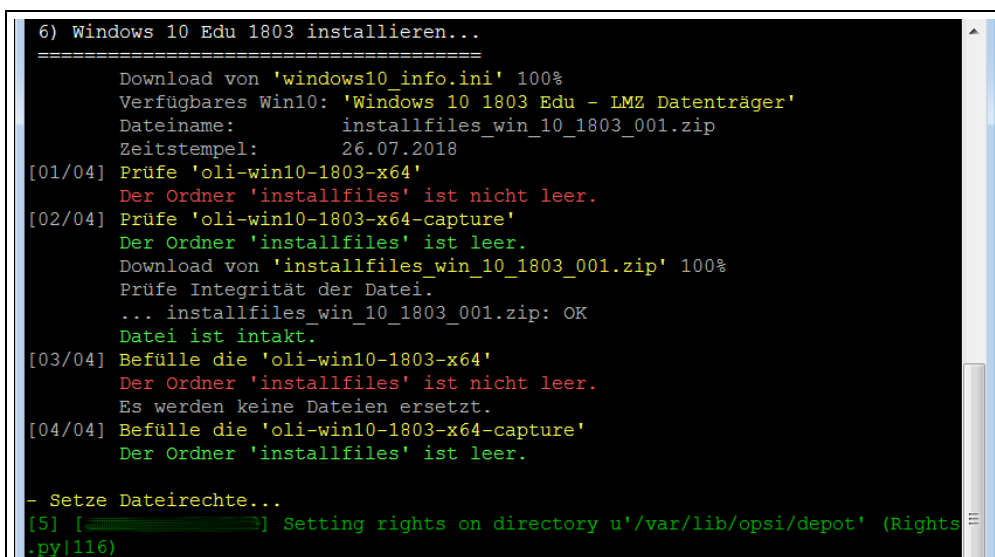 6) Windows 10 Edu 1803 installieren...
========================================
Download von 'windows10_info.ini' 100%
Verfügbares Win10: 'Windows 10 1803 Edu - LMZ Datenträger'
Dateiname: installfiles_win_10_1803_001.zip
Zeitstempel: 26.07.2018
[01/04] Prüfe 'oli-win10-1803-x64'
Der Ordner 'installfiles' ist nicht leer.
[02/04] Prüfe 'oli-win10-1803-x64-capture'
Der Ordner 'installfiles' ist leer.
Download von 'installfiles_win_10_1803_001.zip' 100%
Prüfe Integrität der Datei.
... installfiles_win_10_1803_001.zip: OK
Datei ist intakt.
[03/04] Befülle die 'oli-win10-1803-x64'
Der Ordner 'installfiles' ist nicht leer.
Es werden keine Dateien ersetzt.
[04/04] Befülle die 'oli-win10-1803-x64-capture'
Der Ordner 'installfiles' ist leer.
- Setze Dateirechte...
[5] [ ] Setting rights on directory u'/var/lib/opsi/depot' (Rights
.py|116)